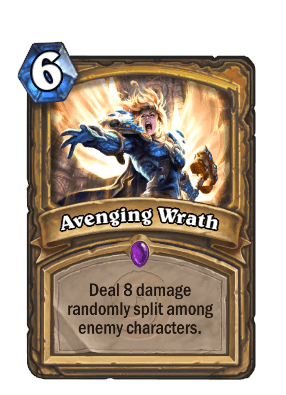 6
Avenging Wrath
Deal 8 damage
randomly split among
enemy characters.